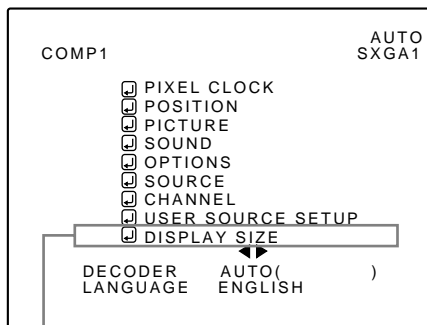 AUTO
COMP1 SXGA1
PIXEL CLOCK
POSITION
PICTURE
SOUND
OPTIONS
SOURCE
CHANNEL
USER SOURCE SETUP
DISPLAY SIZE
DECODER AUTO( )
LANGUAGE ENGLISH